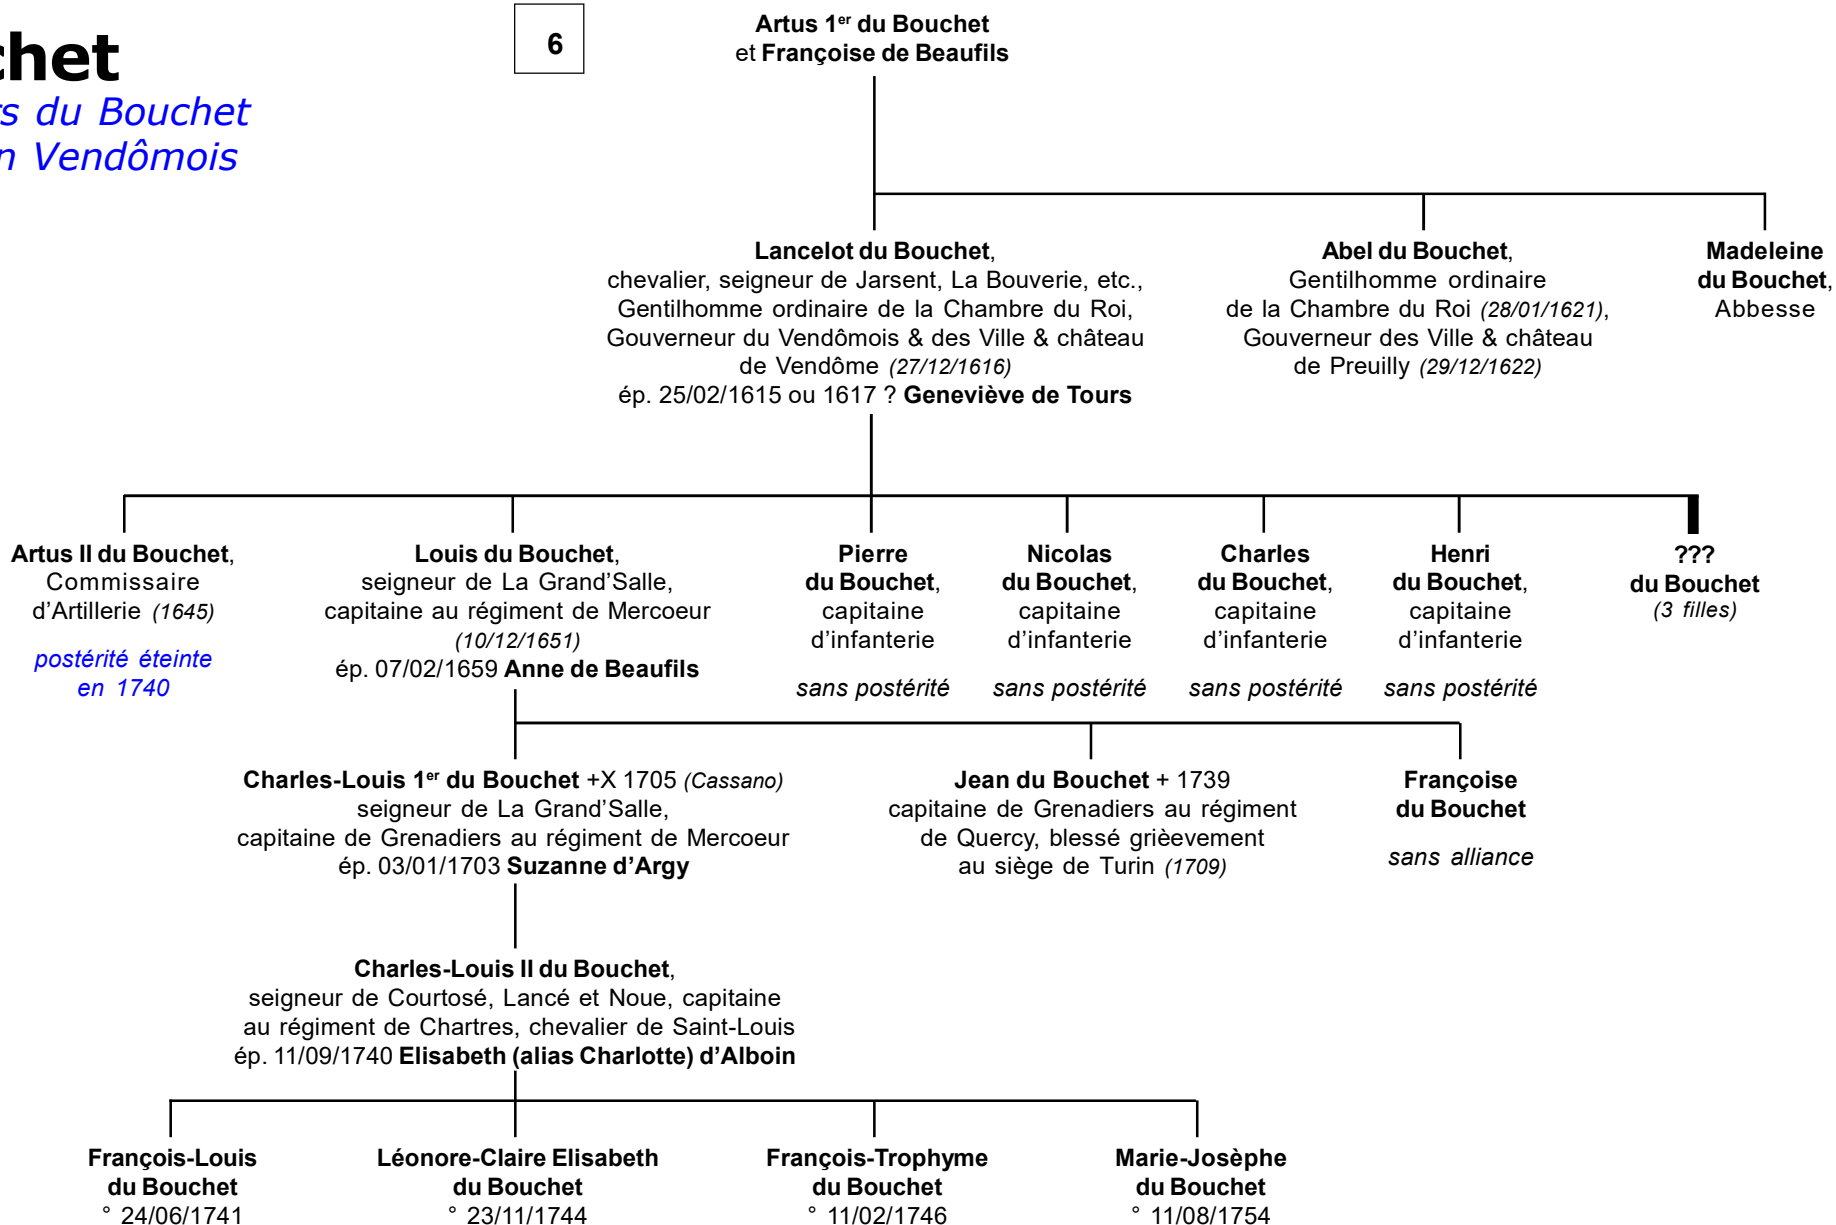 chet
s du Bouchet
n Vendômois
6
Artus 1er du Bouchet
et Françoise de Beaufils
Lancelot du Bouchet,
chevalier, seigneur de Jarsent, La Bouverie, etc.,
Gentilhomme ordinaire de la Chambre du Roi,
Gouverneur du Vendômois & des Ville & château
de Vendôme (27/12/1616)
ép. 25/02/1615 ou 1617 ? Geneviève de Tours
Abel du Bouchet,
Gentilhomme ordinaire
de la Chambre du Roi (28/01/1621),
Gouverneur des Ville & château
de Preuilly (29/12/1622)
Madeleine
du Bouchet,
Abbesse
Artus II du Bouchet,
Commissaire
d'Artillerie (1645)
postérité éteinte
en 1740
Louis du Bouchet,
seigneur de La Grand'Salle,
capitaine au régiment de Mercoeur
(10/12/1651)
ép. 07/02/1659 Anne de Beaufils
Pierre
du Bouchet,
capitaine
d'infanterie
sans postérité
Nicolas
du Bouchet,
capitaine
d'infanterie
sans postérité
Charles
du Bouchet,
capitaine
d'infanterie
sans postérité
Henri
du Bouchet,
capitaine
d'infanterie
sans postérité
???
du Bouchet
(3 filles)
Charles-Louis 1er du Bouchet +X 1705 (Cassano)
seigneur de La Grand'Salle,
capitaine de Grenadiers au régiment de Mercoeur
ép. 03/01/1703 Suzanne d'Argy
Jean du Bouchet + 1739
capitaine de Grenadiers au régiment
de Quercy, blessé grièevement
au siège de Turin (1709)
Françoise
du Bouchet
sans alliance
Charles-Louis II du Bouchet,
seigneur de Courtosé, Lancé et Noue, capitaine
au régiment de Chartres, chevalier de Saint-Louis
ép. 11/09/1740 Elisabeth (alias Charlotte) d'Alboin
François-Louis
du Bouchet
° 24/06/1741
Léonore-Claire Elisabeth
du Bouchet
° 23/11/1744
François-Trophyme
du Bouchet
° 11/02/1746
Marie-Josèphe
du Bouchet
° 11/08/1754